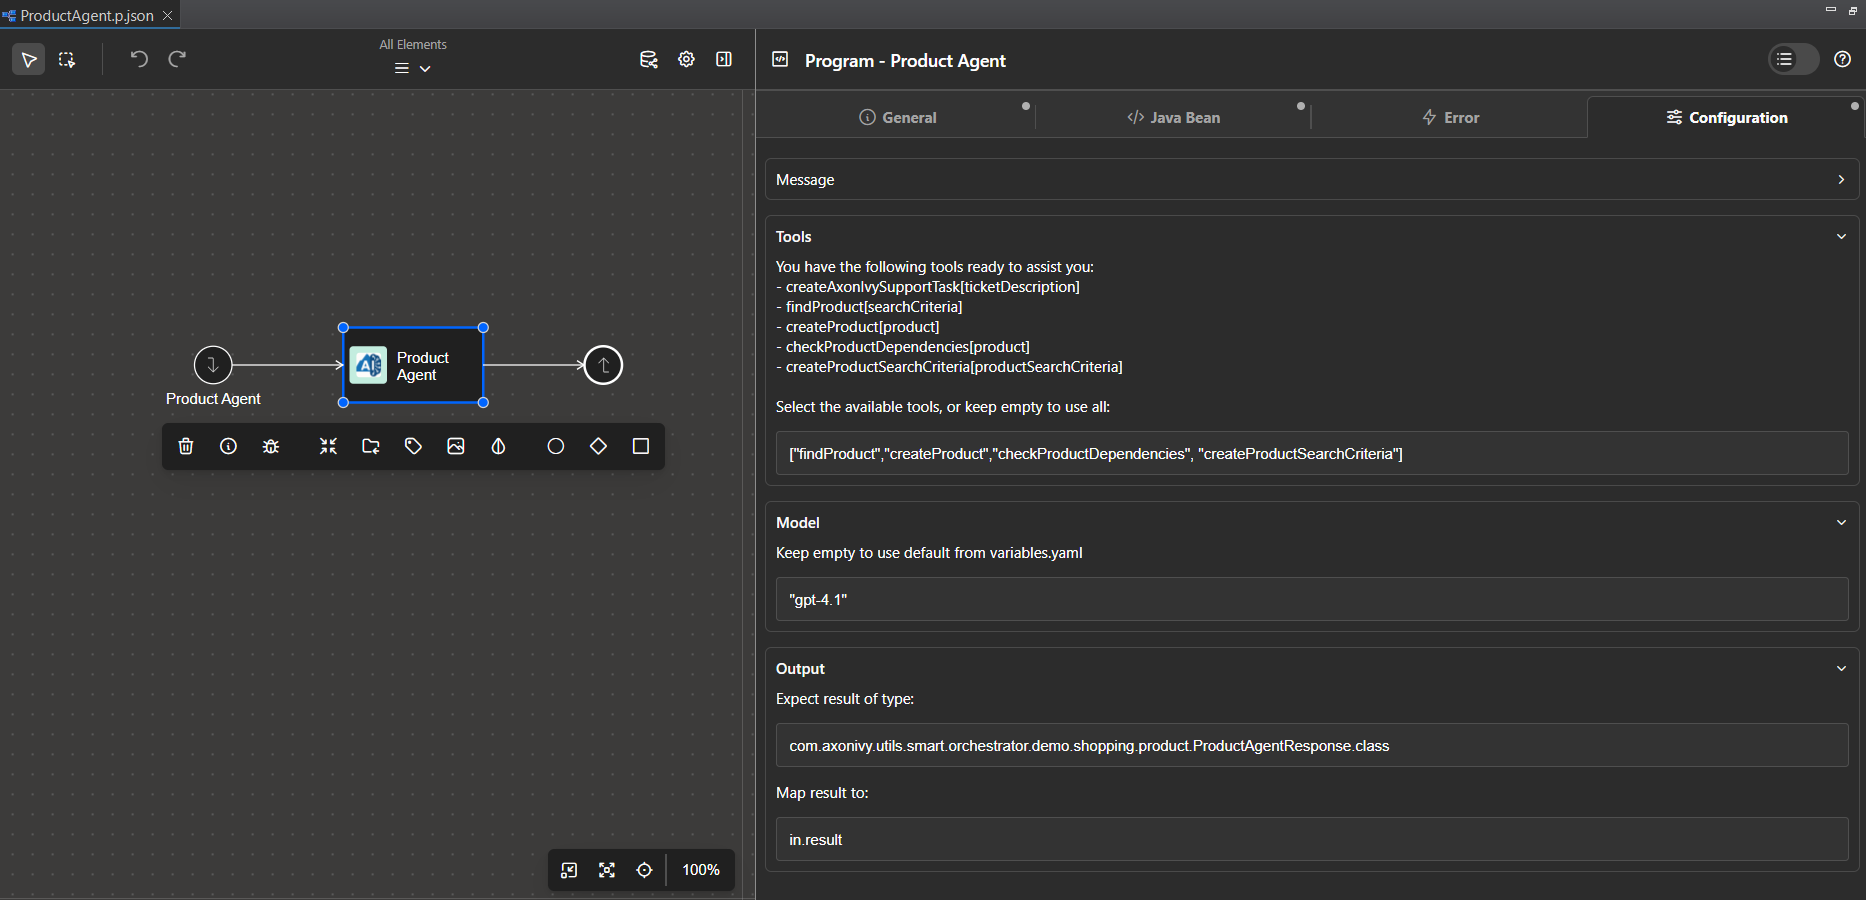 ProductAgent.p.json
All Elements
Product Agent
Product
Agent
100%
Program - Product Agent
General
Java Bean
Error
Configuration
Message
Tools
You have the following tools ready to assist you:
- createAxonIvySupportTask[ticketDescription]
- findProduct[searchCriteria]
- createProduct[product]
- checkProductDependencies[product]
- createProductSearchCriteria[productSearchCriteria]
Select the available tools, or keep empty to use all:
["findProduct","createProduct","checkProductDependencies", "createProductSearchCriteria"]
Model
Keep empty to use default from variables.yaml
"gpt-4.1"
Output
Expect result of type:
com.axonivy.utils.smart.orchestrator.demo.shopping.product.ProductAgentResponse.class
Map result to:
in.result